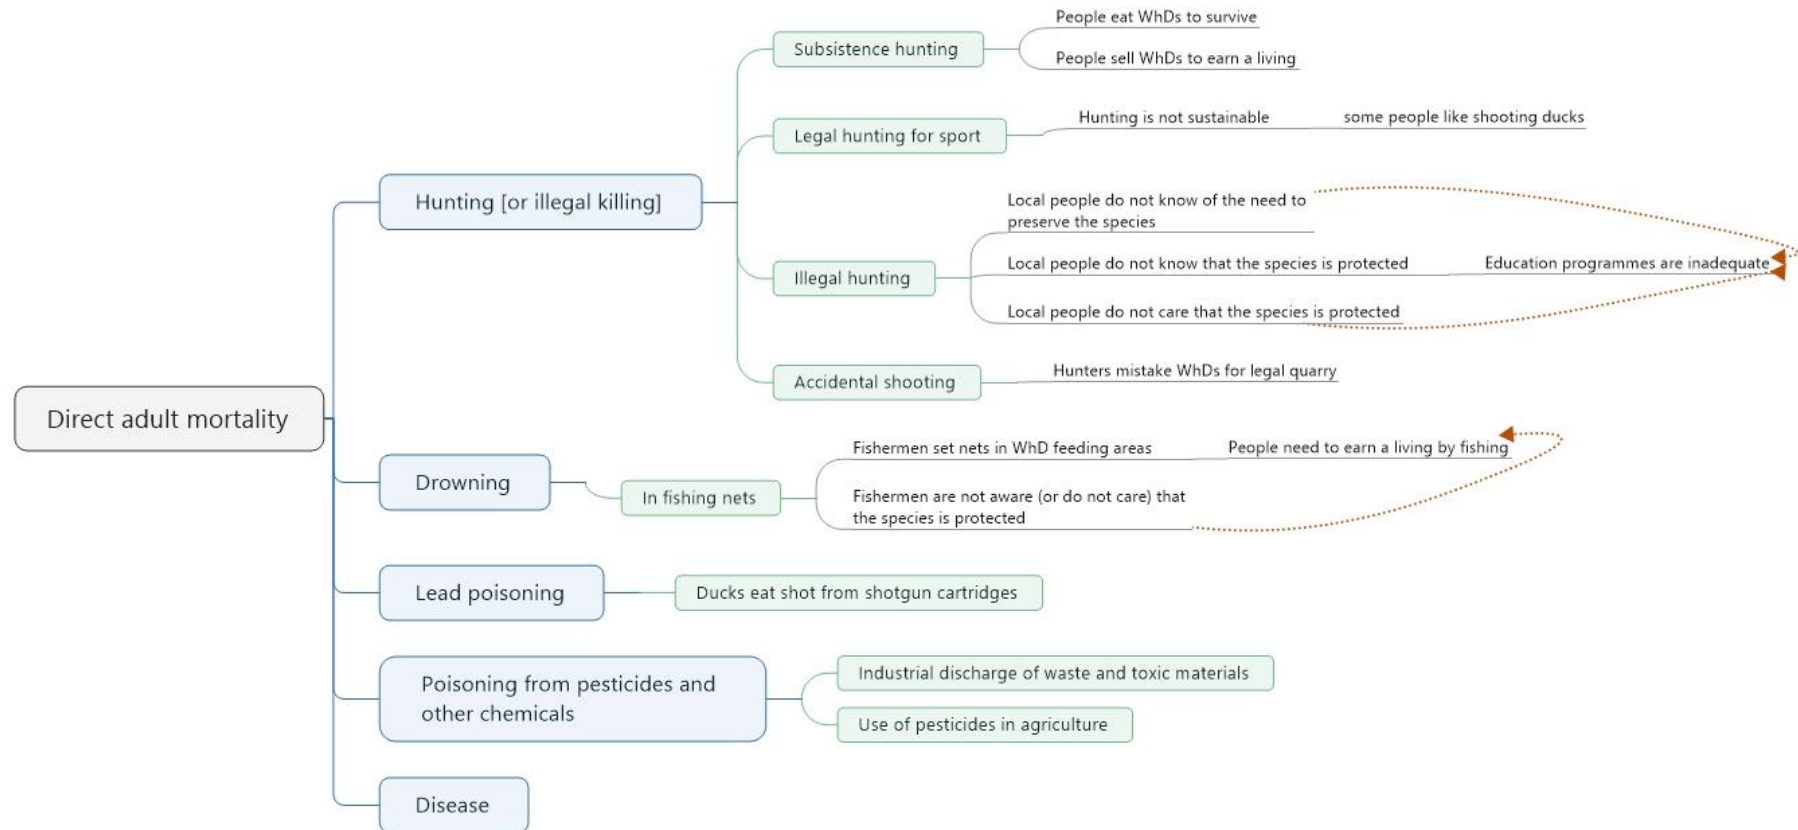 People eat WhDs to survive
Subsistence hunting
People sell WhDs to earn a living
Legal hunting for sport
Hunting is not sustainable
some people like shooting ducks
Hunting [or illegal killing]
Local people do not know of the need to
preserve the species
Illegal hunting
Local people do not know that the species is protected
Education programmes are inadequate
Local people do not care that the species is protected
Accidental shooting
Hunters mistake WhDs for legal quarry
Direct adult mortality
Drowning
In fishing nets
Fishermen set nets in WhD feeding areas
People need to earn a living by fishing
Fishermen are not aware (or do not care) that
the species is protected
Lead poisoning
Ducks eat shot from shotgun cartridges
Poisoning from pesticides and
other chemicals
Industrial discharge of waste and toxic materials
Use of pesticides in agriculture
Disease